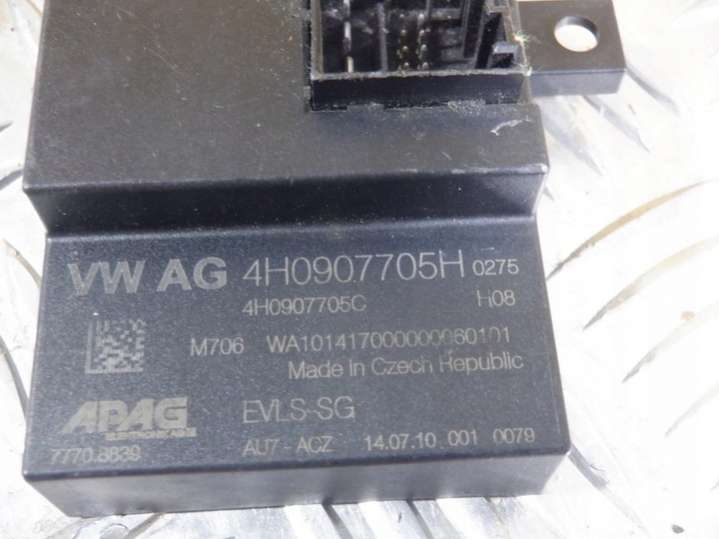 VW AG 4H0907705H 0275
4H0907705C H08
M706 WA10141700000060101
Made in Czech Republic
APAG EVLS-SG
7770.8839 AU7 - ACZ 14.07.10 001 0079